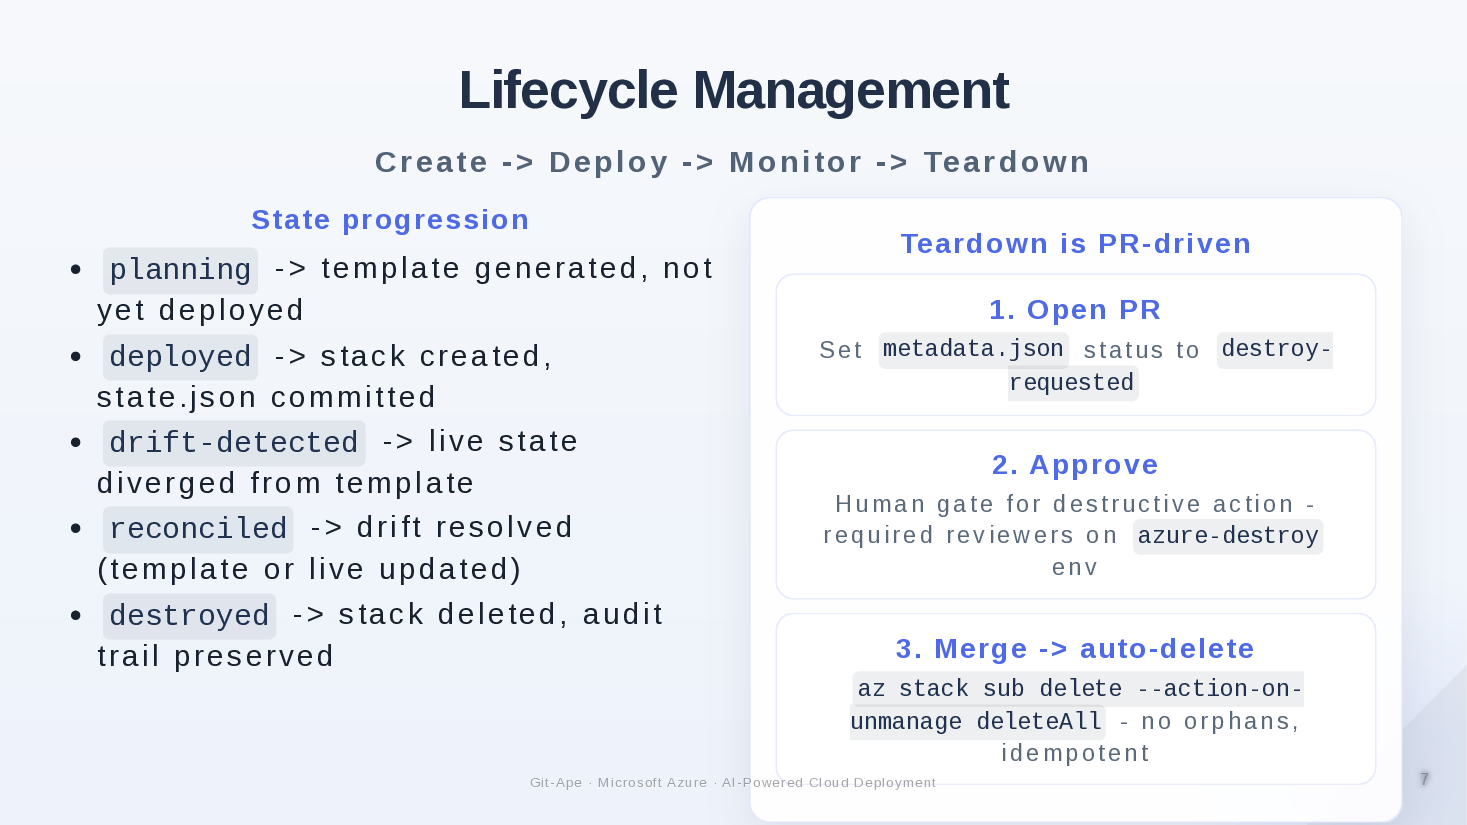 Lifecycle Management
Create -> Deploy -> Monitor -> Teardown
State progression
• planning -> template generated, not
yet deployed
• deployed -> stack created,
state.json committed
• drift-detected -> live state
diverged from template
• reconciled -> drift resolved
(template or live updated)
• destroyed -> stack deleted, audit
trail preserved
Teardown is PR-driven
1. Open PR
Set metadata.json status to destroy-
requested
2. Approve
Human gate for destructive action -
required reviewers on azure-destroy
env
3. Merge -> auto-delete
az stack sub delete --action-on-
unmanage deleteAll - no orphans,
idempotent
Git-Ape · Microsoft Azure · AI-Powered Cloud Deployment
7